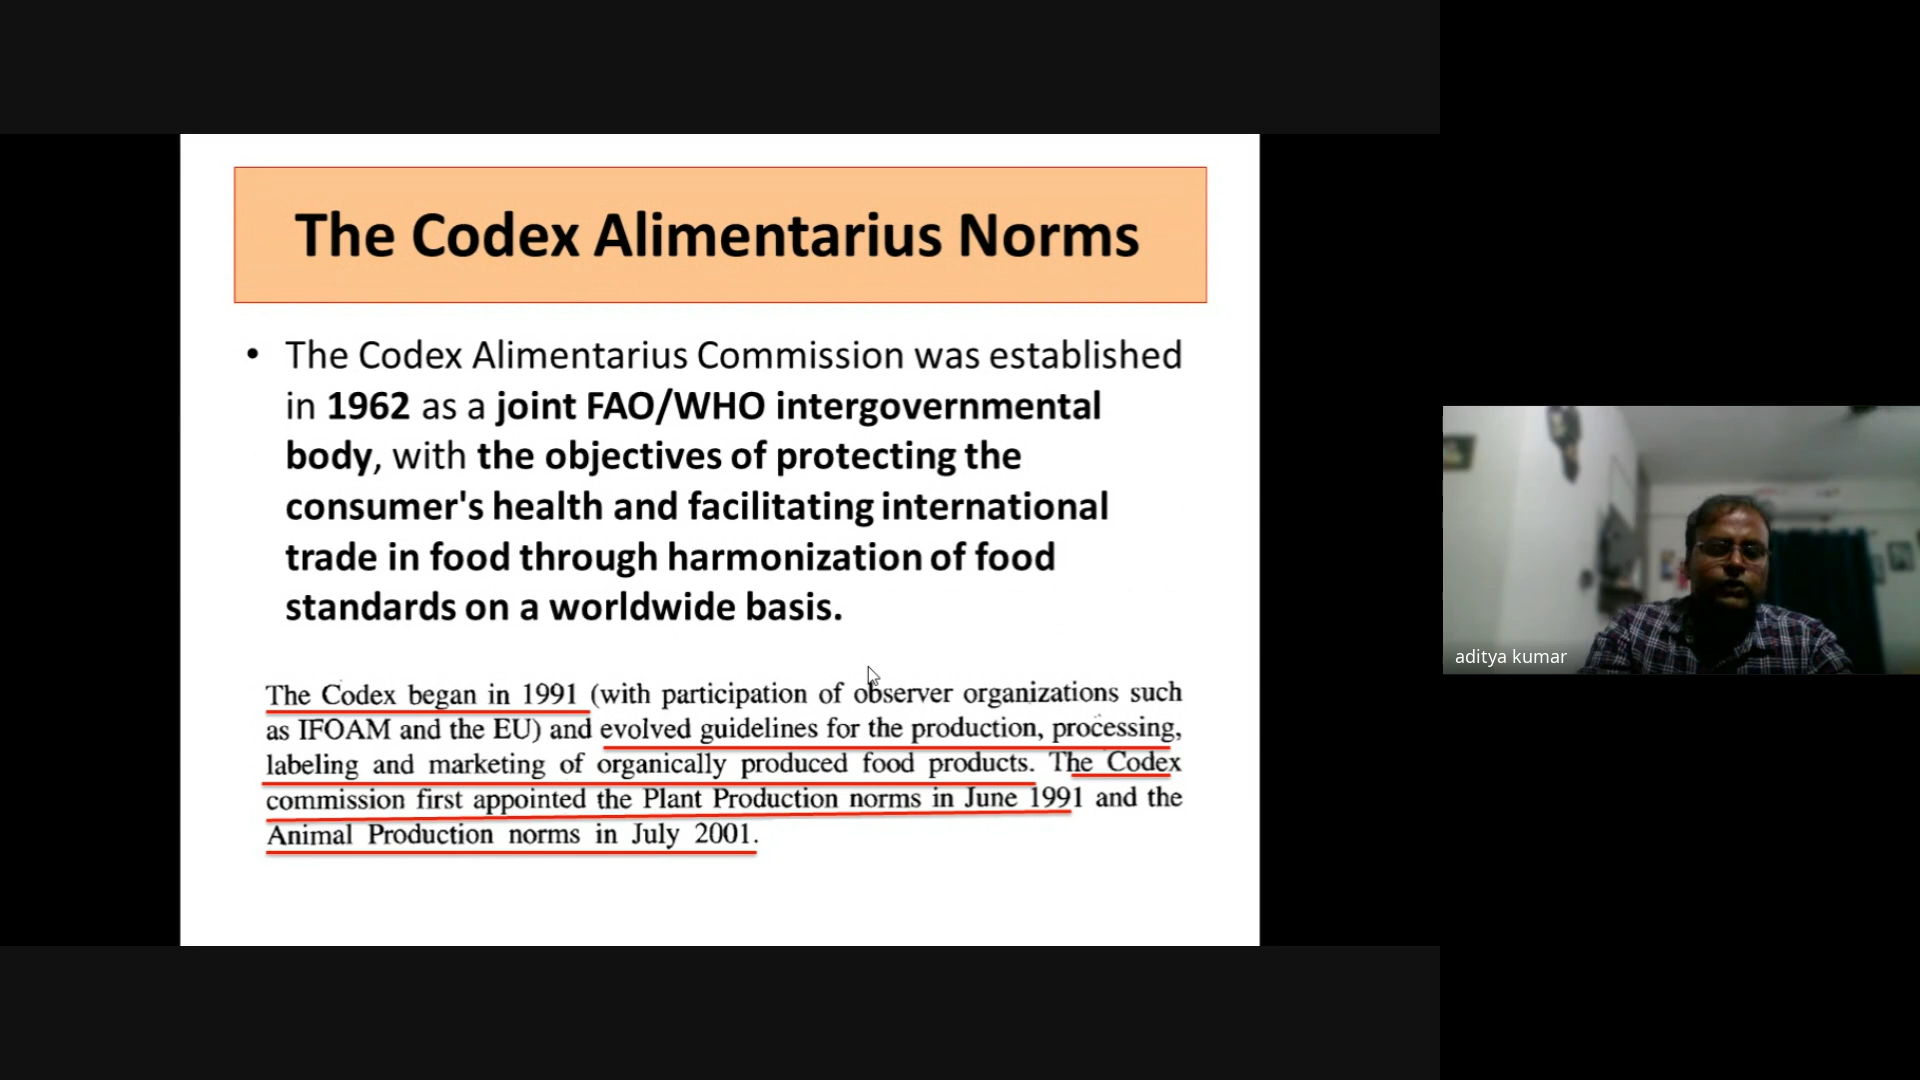 The Codex Alimentarius Norms
• The Codex Alimentarius Commission was established
in 1962 as a joint FAO/WHO intergovernmental
body, with the objectives of protecting the
consumer's health and facilitating international
trade in food through harmonization of food
standards on a worldwide basis.
The Codex began in 1991 (with participation of observer organizations such
as IFOAM and the EU) and evolved guidelines for the production, processing,
labeling and marketing of organically produced food products. The Codex
commission first appointed the Plant Production norms in June 1991 and the
Animal Production norms in July 2001.
aditya kumar